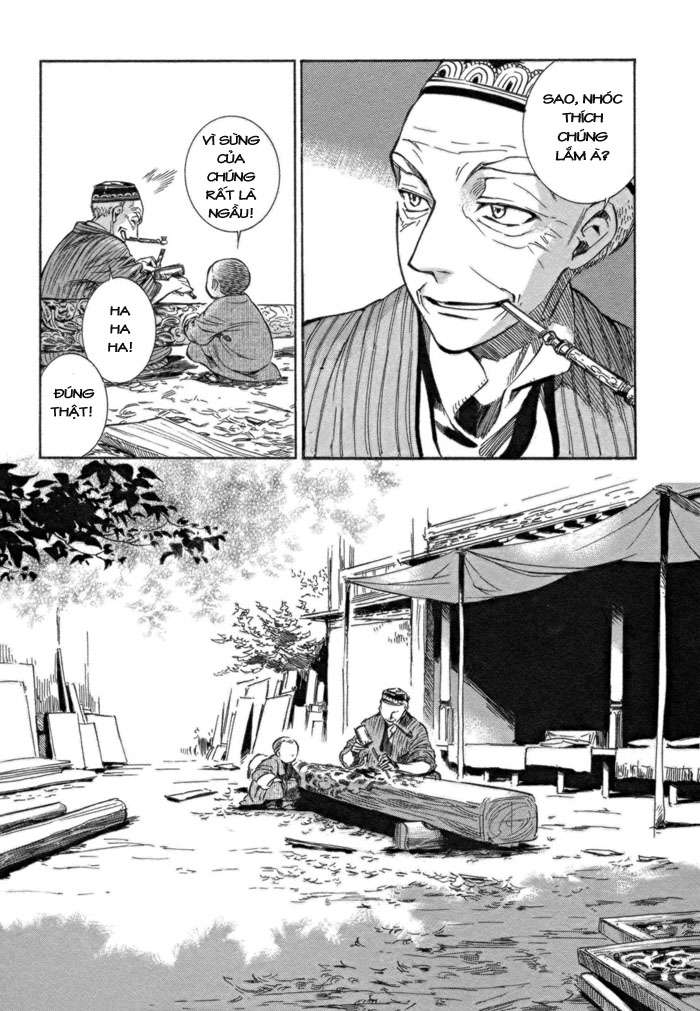 SAO, NHÓC
THÍCH
CHÚNG
LẮM À?
VÌ SỪNG
CỦA
CHÚNG
RẤT LÀ
NGẦU!
HA
HA
HA!
ĐÚNG
THẬT!